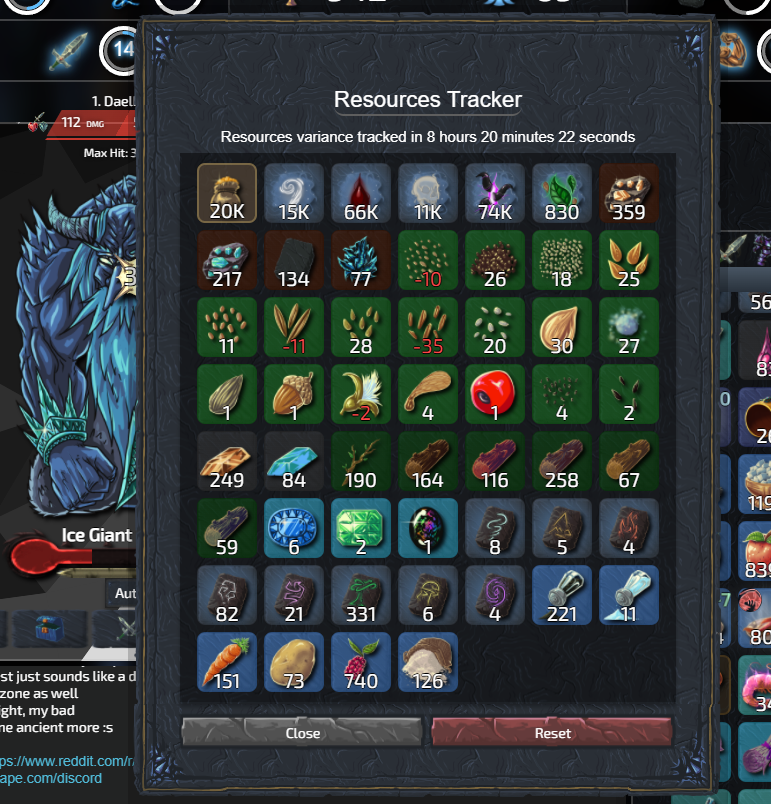 14
1. Dael
112 DMG
Max Hit: 3
Resources Tracker
Resources variance tracked in 8 hours 20 minutes 22 seconds
20K 15K 66K 11K 74K 830 359
217 134 77 -10 26 18 25
11 -11 28 -35 20 30 27
1 1 -2 4 1 4 2
249 84 190 164 116 258 67
59 6 2 1 8 5 4
82 21 331 6 4 221 11
151 73 740 126
Close Reset
Ice Giant
Aut
st just sounds like a d
zone as well
ight, my bad
ne ancient more :s
ps://www.reddit.com/r
ape.com/discord
56
83
20
119
839
80
34